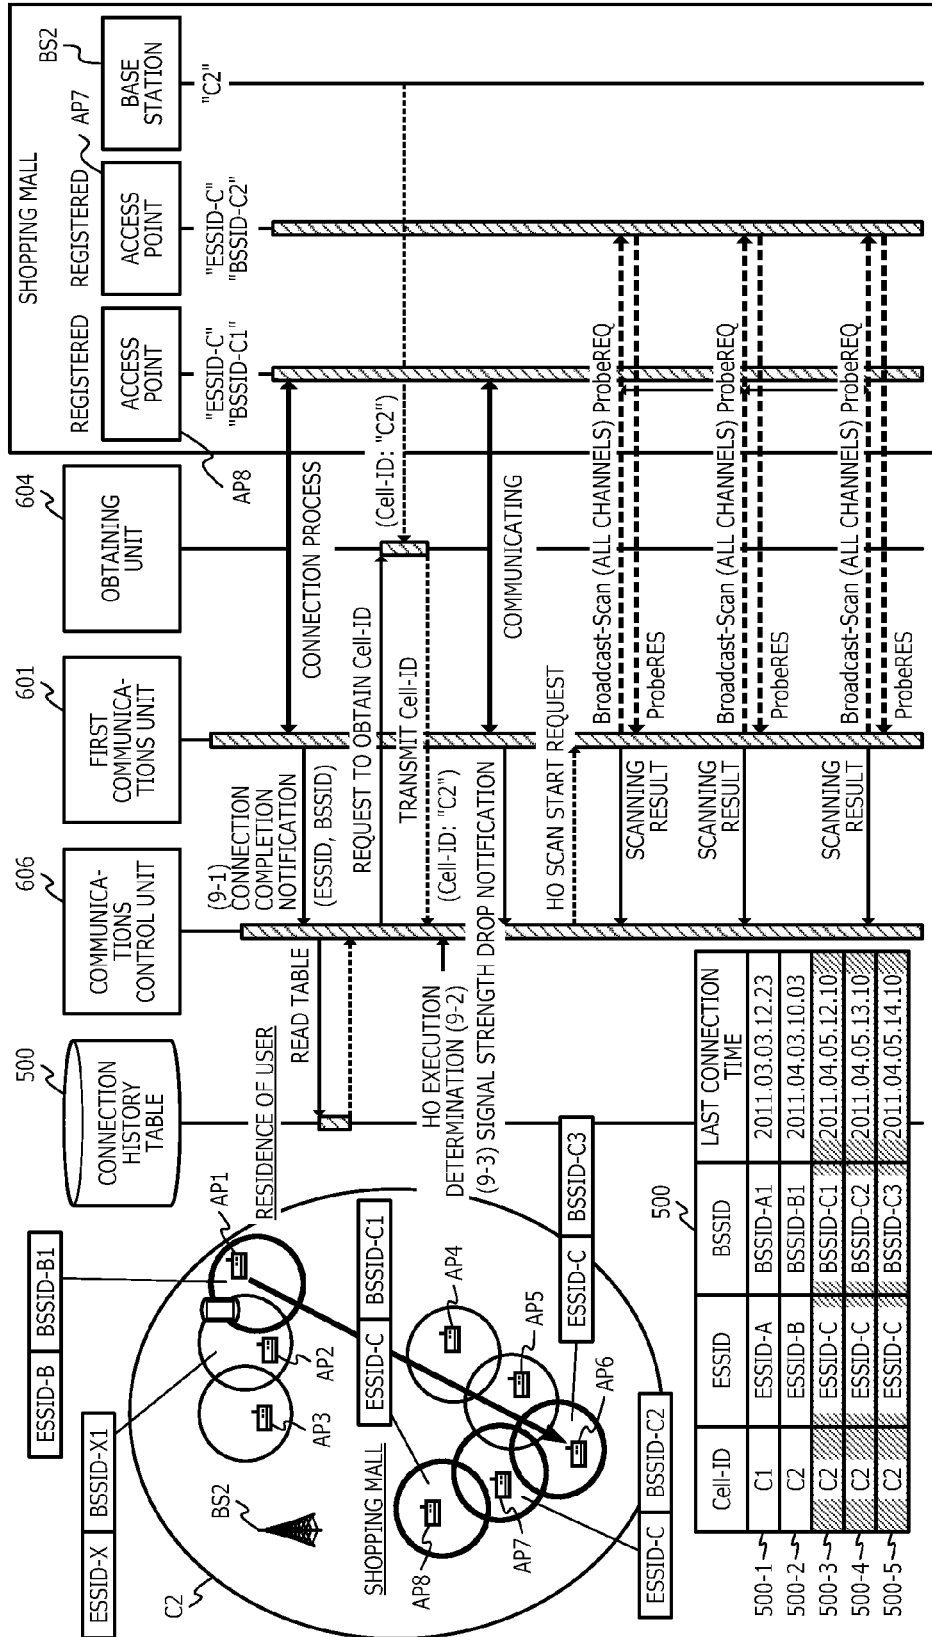 ESSID-X
BSSID-X1
ESSID-B
BSSID-B1
C2
BS2
AP3
AP2
AP1
RESIDENCE OF USER
SHOPPING MALL
ESSID-C
BSSID-C1
AP4
AP5
AP8
AP7
AP6
ESSID-C
BSSID-C2
ESSID-C
BSSID-C3
500
CONNECTION
HISTORY
TABLE
606
COMMUNICA-
TIONS
CONTROL UNIT
601
FIRST
COMMUNICA-
TIONS UNIT
604
OBTAINING
UNIT
SHOPPING MALL
REGISTERED
ACCESS
POINT
AP8
"ESSID-C"
"BSSID-C1"
REGISTERED
AP7
ACCESS
POINT
"ESSID-C"
"BSSID-C2"
BS2
BASE
STATION
"C2"
CONNECTION PROCESS
(9-1)
CONNECTION
COMPLETION
NOTIFICATION
(ESSID, BSSID)
READ TABLE
REQUEST TO OBTAIN Cell-ID
(Cell-ID: "C2")
TRANSMIT Cell-ID
(Cell-ID: "C2")
HO EXECUTION
DETERMINATION (9-2)
COMMUNICATING
(9-3) SIGNAL STRENGTH DROP NOTIFICATION
HO SCAN START REQUEST
Broadcast-Scan (ALL CHANNELS) ProbeREQ
ProbeRES
SCANNING
RESULT
Broadcast-Scan (ALL CHANNELS) ProbeREQ
ProbeRES
SCANNING
RESULT
Broadcast-Scan (ALL CHANNELS) ProbeREQ
ProbeRES
SCANNING
RESULT
500
Cell-ID ESSID BSSID LAST CONNECTION
TIME
500-1 C1 ESSID-A BSSID-A1 2011.03.03.12.23
500-2 C2 ESSID-B BSSID-B1 2011.04.03.10.03
500-3 C2 ESSID-C BSSID-C1 2011.04.05.12.10
500-4 C2 ESSID-C BSSID-C2 2011.04.05.13.10
500-5 C2 ESSID-C BSSID-C3 2011.04.05.14.10